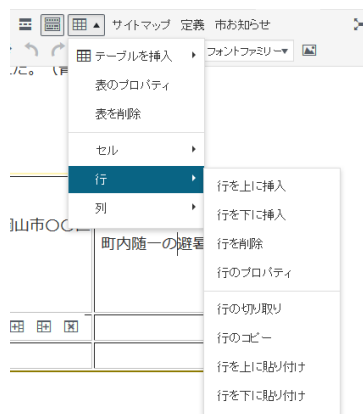 サイトマップ 定義 市お知らせ
テーブルを挿入 フォントファミリー
た。（
表のプロパティ
表を削除
セル
行
列
行を上に挿入
行を下に挿入
行を削除
行のプロパティ
行の切り取り
行のコピー
行を上に貼り付け
行を下に貼り付け
山市〇〇
町内随一の避暑